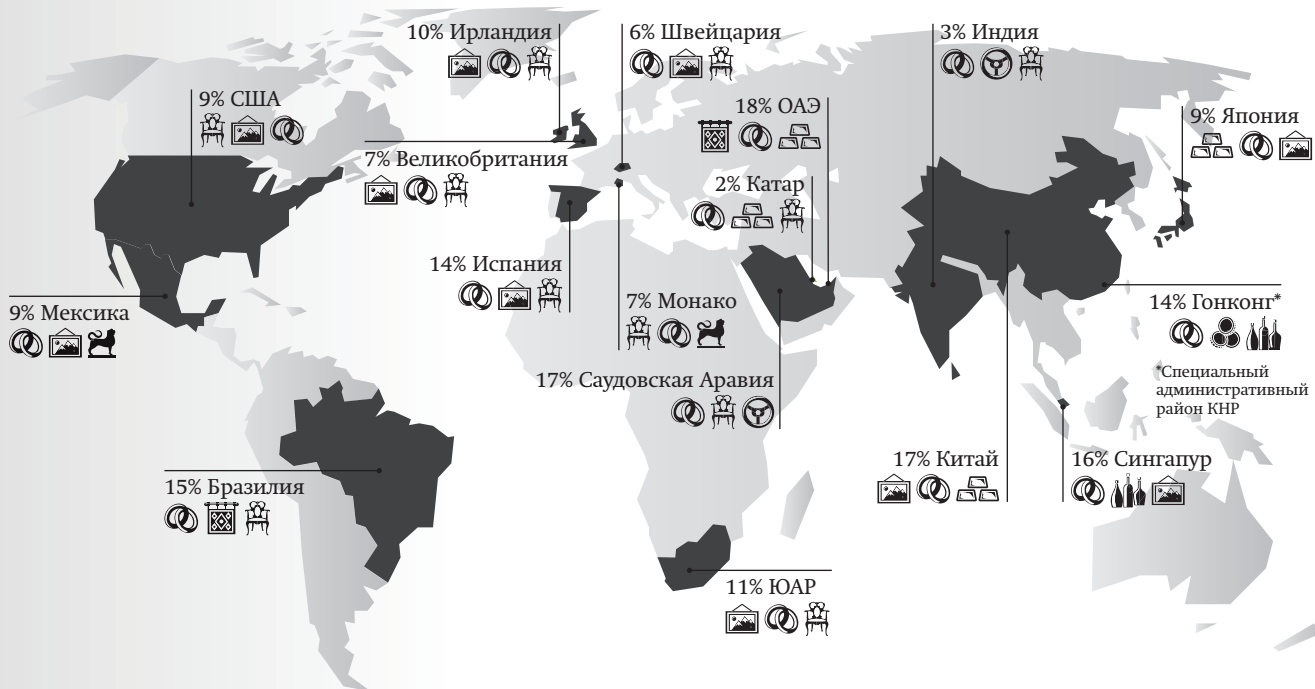 10% Ирландия
6% Швейцария
3% Индия
9% США
18% ОАЭ
9% Япония
7% Великобритания
2% Катар
14% Испания
7% Монако
9% Мексика
14% Гонконг*
*Специальный
административный
район КНР
17% Саудовская Аравия
17% Китай
16% Сингапур
15% Бразилия
11% ЮАР